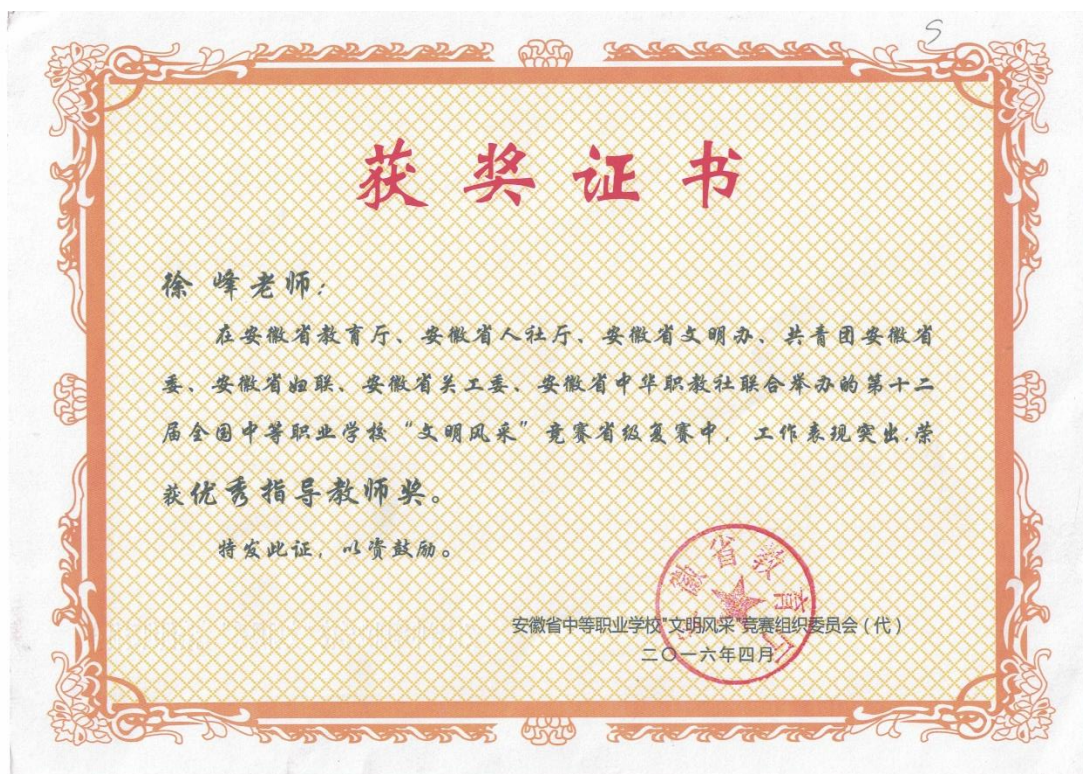 S
获奖证书
徐 峰老师：
在安徽省教育厅、安徽省人社厅、安徽省文明办、共青团安徽省
委、安徽省妇联、安徽省关工委、安徽省中华职教社联合举办的第十二
届全国中等职业学校“文明风采”竞赛省级复赛中，工作表现突出,荣
获优秀指导教师奖。
特发此证，以资鼓励。
安徽省教育厅
安徽省中等职业学校"文明风采"竞赛组织委员会（代）
二〇一六年四月